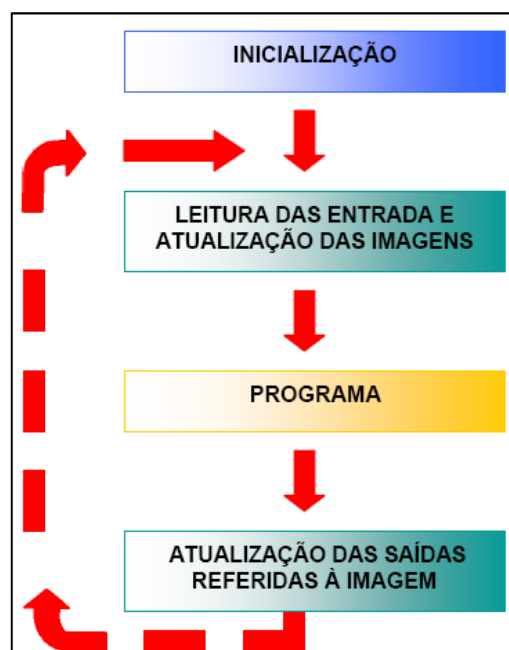 INICIALIZAÇÃO
LEITURA DAS ENTRADA E
ATUALIZAÇÃO DAS IMAGENS
PROGRAMA
ATUALIZAÇÃO DAS SAÍDAS
REFERIDAS À IMAGEM